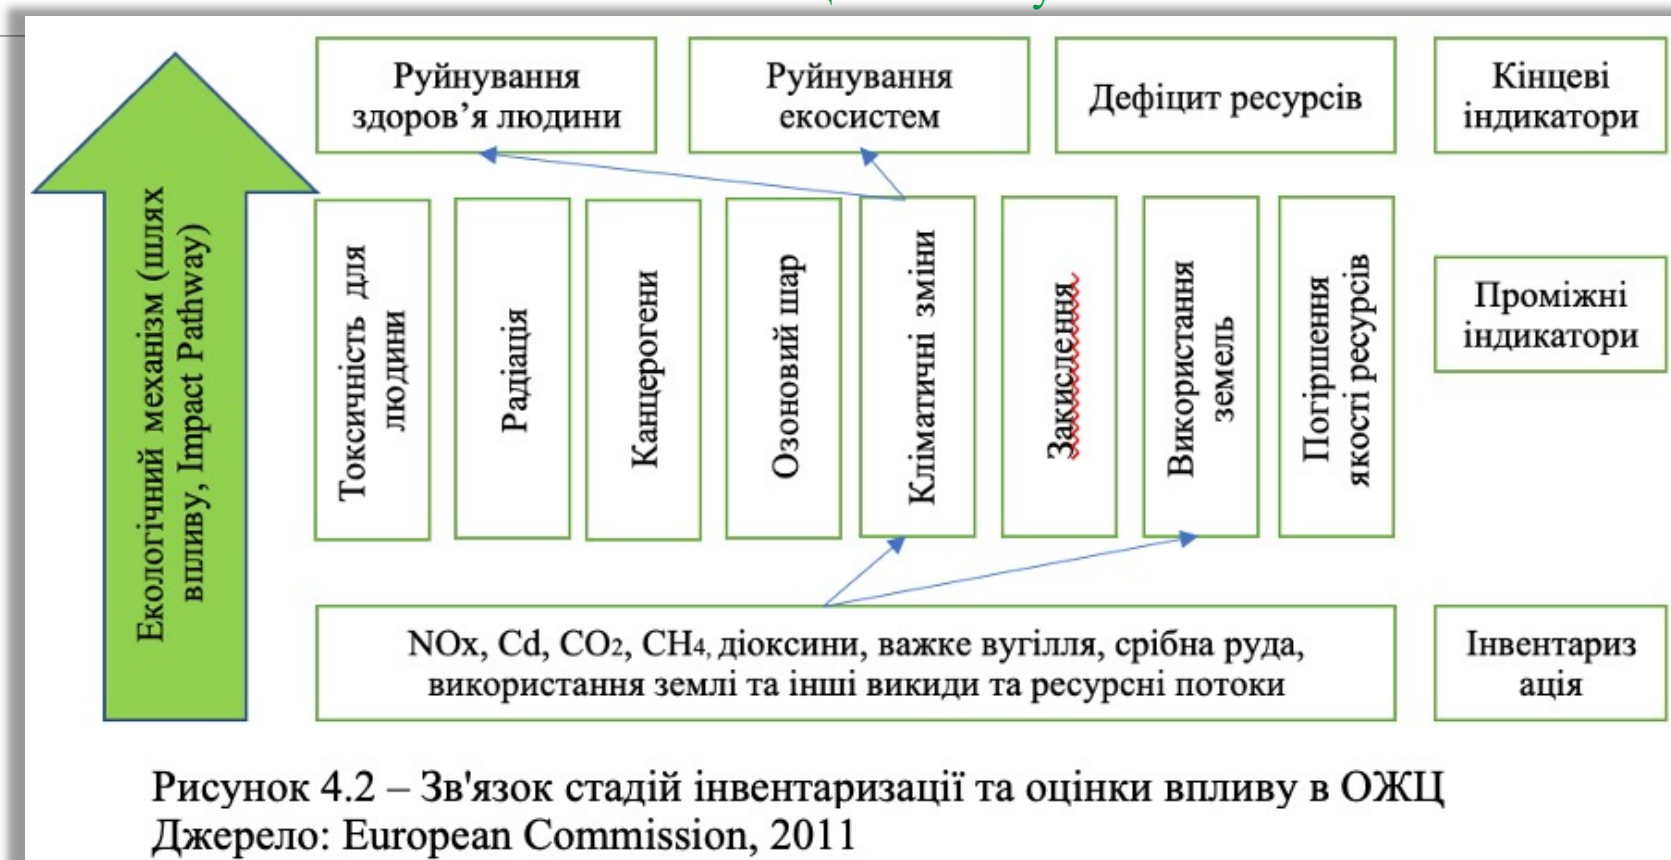 Руйнування
здоров’я людини
Руйнування
екосистем
Дефіцит ресурсів
Кінцеві
індикатори
Екологічний механізм (шлях
впливу, Impact Pathway)
Токсичність для
людини
Радіація
Канцерогени
Озоновий шар
Кліматичні зміни
Закислення
Використання
земель
Погіршення
якості ресурсів
Проміжні
індикатори
NOx, Cd, CO2, CH4, діоксини, важке вугілля, срібна руда,
використання землі та інші викиди та ресурсні потоки
Інвентариз
ація
Рисунок 4.2 – Зв'язок стадій інвентаризації та оцінки впливу в ОЖЦ
Джерело: European Commission, 2011